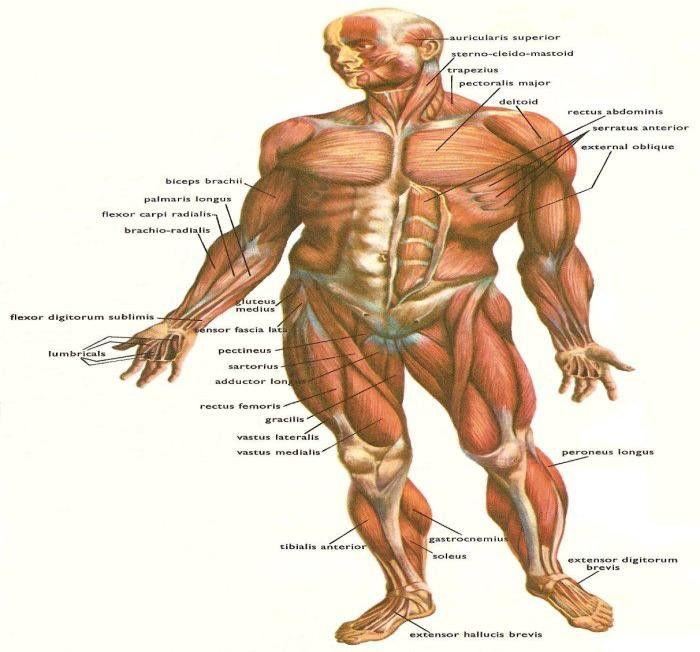 auricularis superior
sterno-cleido-mastoid
trapezius
pectoralis major
deltoid
rectus abdominis
serratus anterior
external oblique
biceps brachii
palmaris longus
flexor carpi radialis
brachio-radialis
gluteus
medius
flexor digitorum sublimis
tensor fascia lata
lumbricals
pectineus
sartorius
adductor longus
rectus femoris
gracilis
vastus lateralis
vastus medialis
peroneus longus
tibialis anterior
gastrocnemius
soleus
extensor digitorum
brevis
extensor hallucis brevis